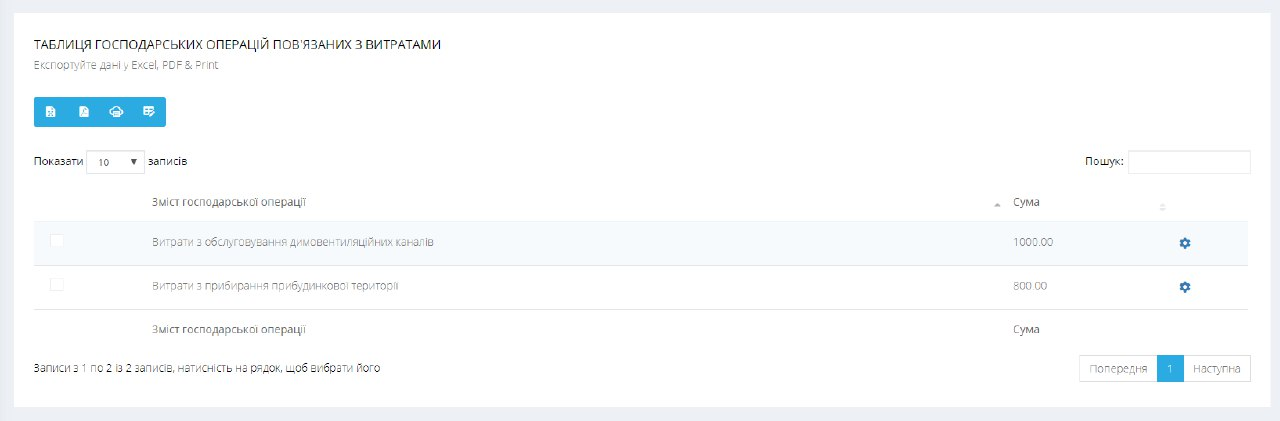 ТАБЛИЦЯ ГОСПОДАРСЬКИХ ОПЕРАЦІЙ ПОВ'ЯЗАНИХ З ВИТРАТАМИ
Експортуйте дані у Excel, PDF & Print
Показати 10 записів Пошук:
Зміст господарської операції Сума
Витрати з обслуговування димовентиляційних каналів 1000.00
Витрати з прибирання прибудинкової території 800.00
Зміст господарської операції Сума
Записи з 1 по 2 із 2 записів, натисність на рядок, щоб вибрати його Попередня 1 Наступна